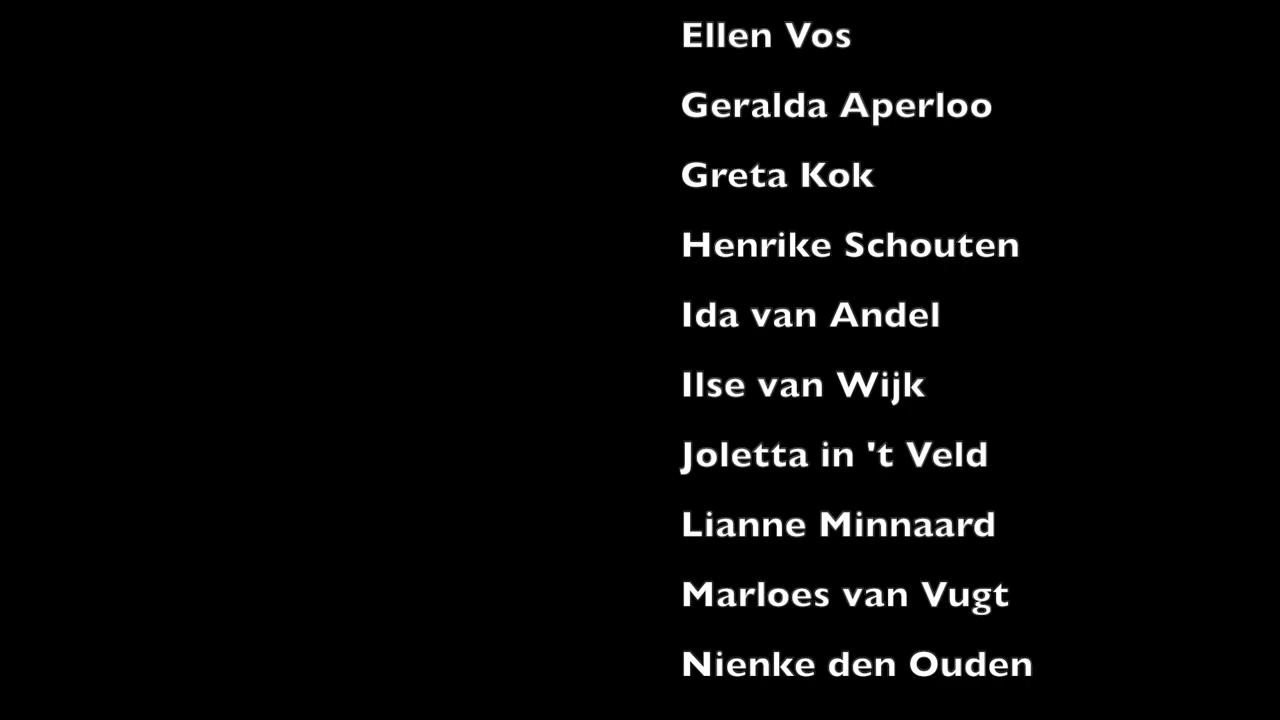 Ellen Vos
Geralda Aperloo
Greta Kok
Henrike Schouten
Ida van Andel
Ilse van Wijk
Joletta in 't Veld
Lianne Minnaard
Marloes van Vugt
Nienke den Ouden